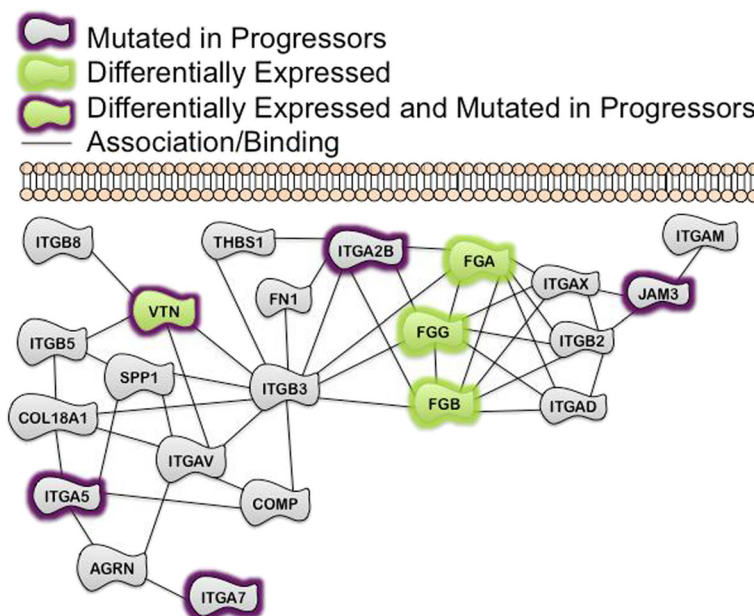 Mutated in Progressors
Differentially Expressed
Differentially Expressed and Mutated in Progressors
Association/Binding
ITGB8
THBS1
ITGA2B
ITGAM
FGA
ITGAX
JAM3
FN1
VTN
FGG
ITGB2
ITGB5
SPP1
ITGB3
FGB
ITGAD
COL18A1
ITGAV
ITGA5
COMP
AGRN
ITGA7